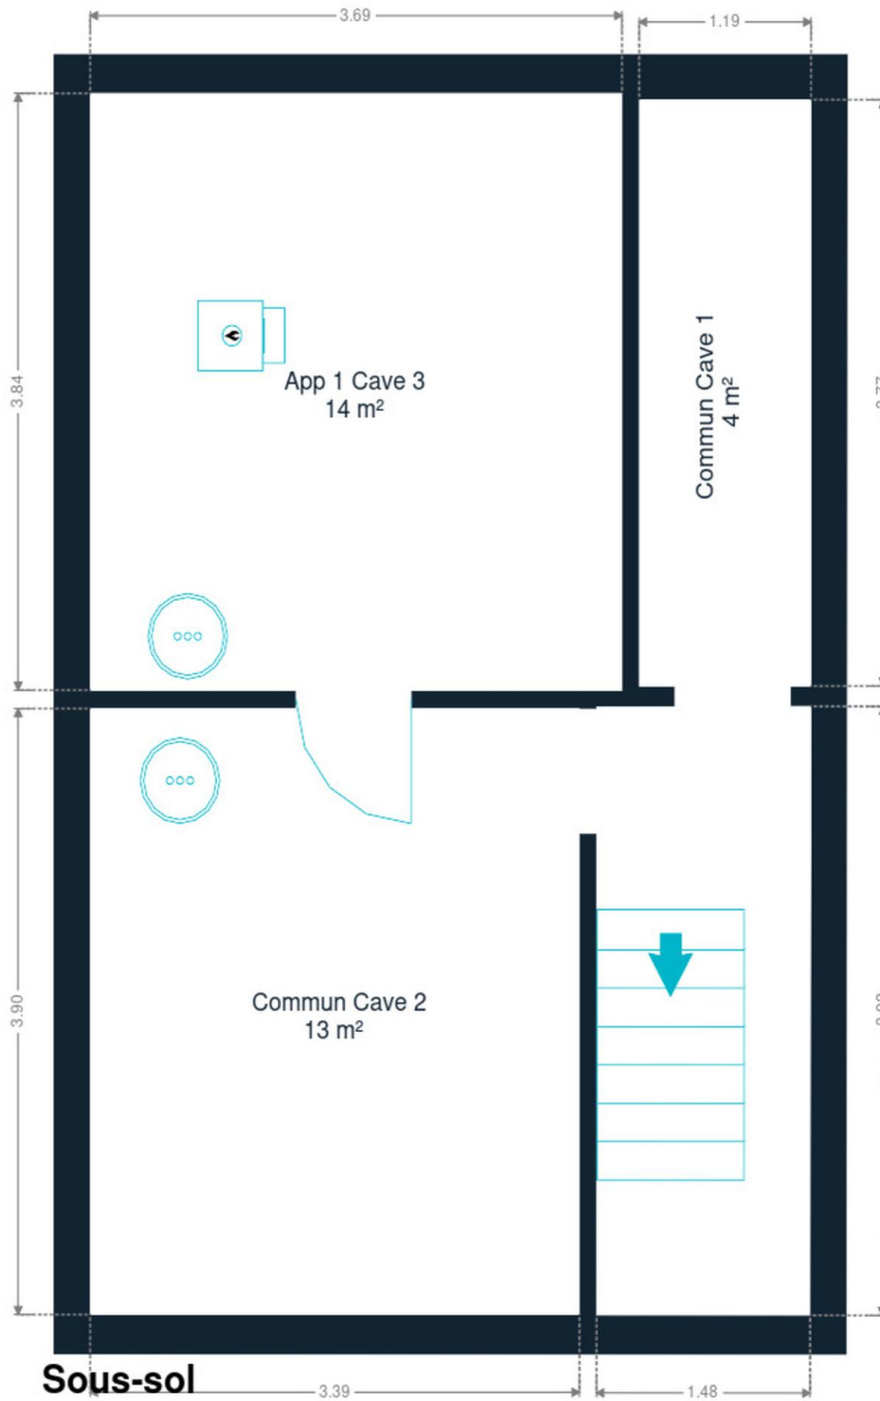 3.69
1.19
3.84
App 1 Cave 3
14 m²
Commun Cave 1
4 m²
3.90
Commun Cave 2
13 m²
Sous-sol
3.39
1.48